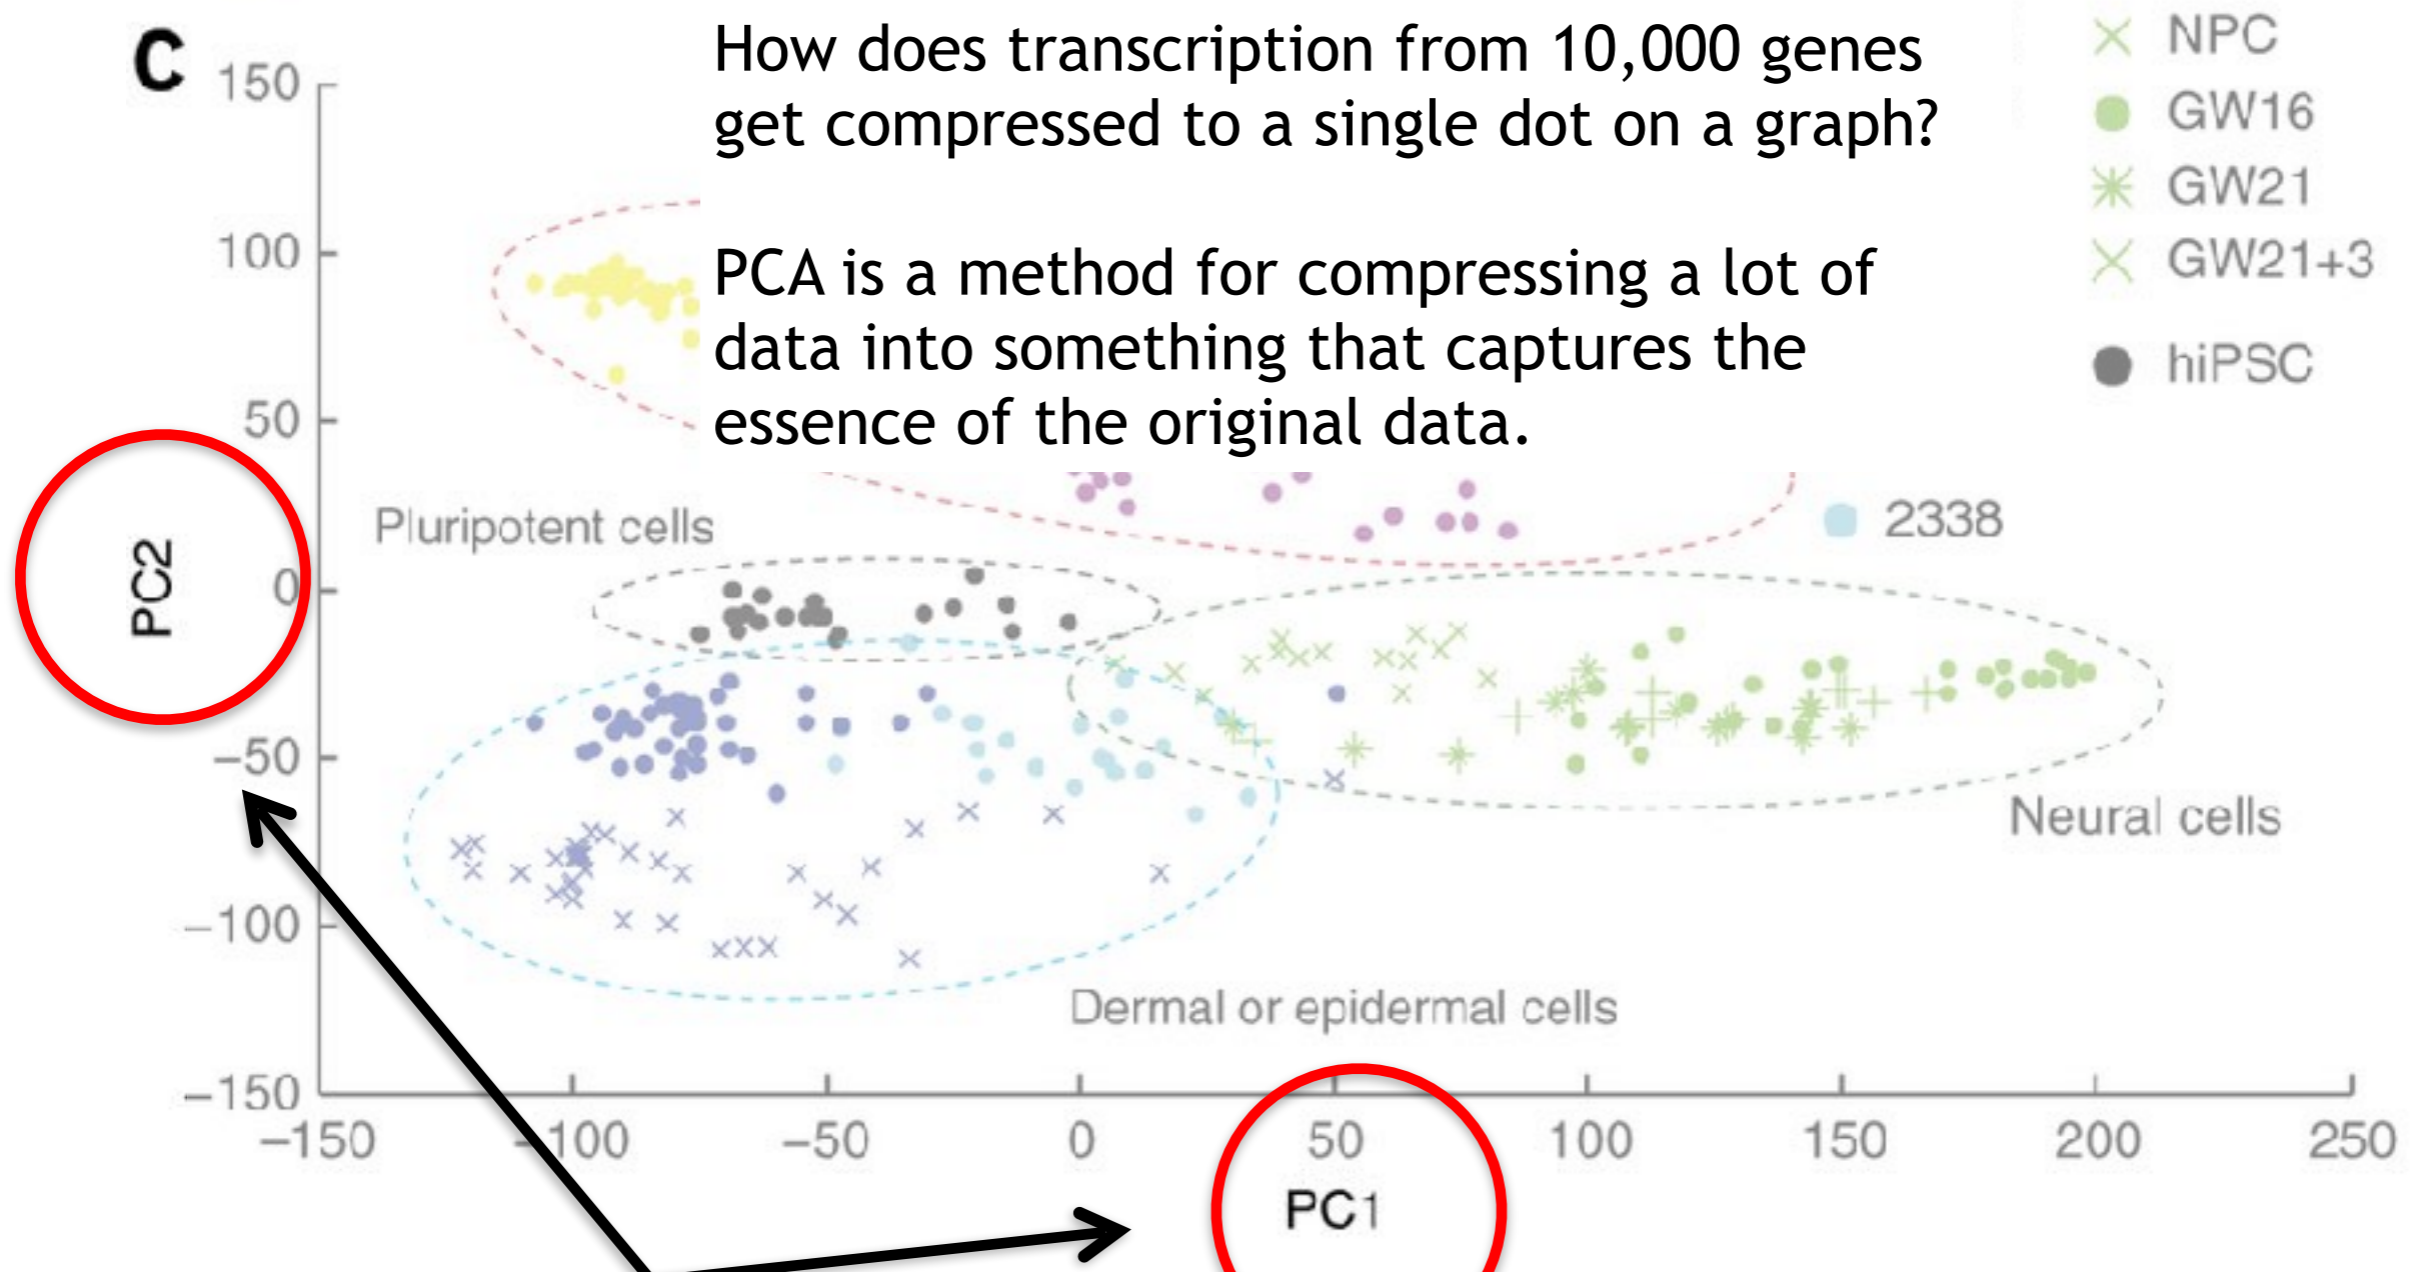 C
How does transcription from 10,000 genes
get compressed to a single dot on a graph?
PCA is a method for compressing a lot of
data into something that captures the
essence of the original data.
NPC
GW16
GW21
GW21+3
hiPSC
2338
150
100
50
0
−50
−100
−150
PC2
Pluripotent cells
Neural cells
Dermal or epidermal cells
−150 −100 −50 0 50 100 150 200 250
PC1